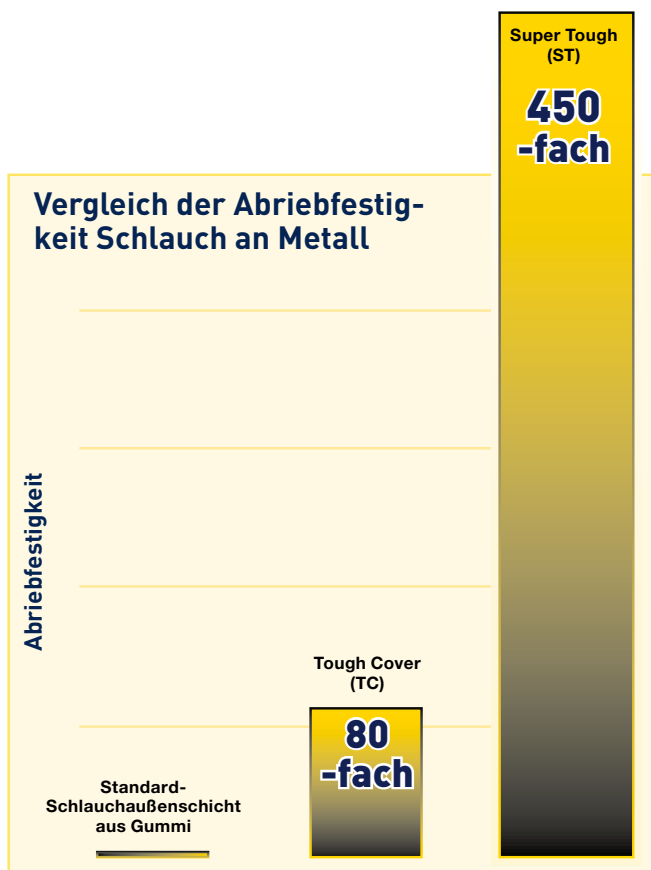 Super Tough
(ST)
450
-fach
Vergleich der Abriebfestig-
keit Schlauch an Metall
Abriebfestigkeit
Tough Cover
(TC)
80
-fach
Standard-
Schlauchaußenschicht
aus Gummi